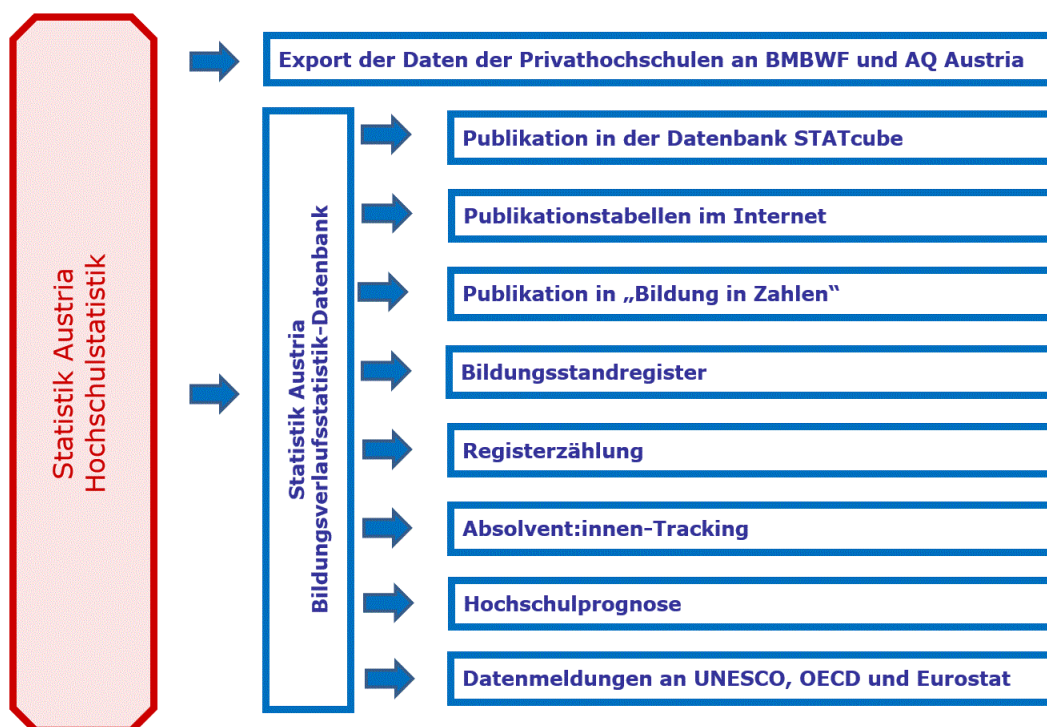 Statistik Austria
Hochschulstatistik
Export der Daten der Privathochschulen an BMBWF und AQ Austria
Statistik Austria
Bildungsverlaufsstatistik-Datenbank
Publikation in der Datenbank STATcube
Publikationstabellen im Internet
Publikation in „Bildung in Zahlen“
Bildungsstandregister
Registerzählung
Absolvent:innen-Tracking
Hochschulprognose
Datenmeldungen an UNESCO, OECD und Eurostat